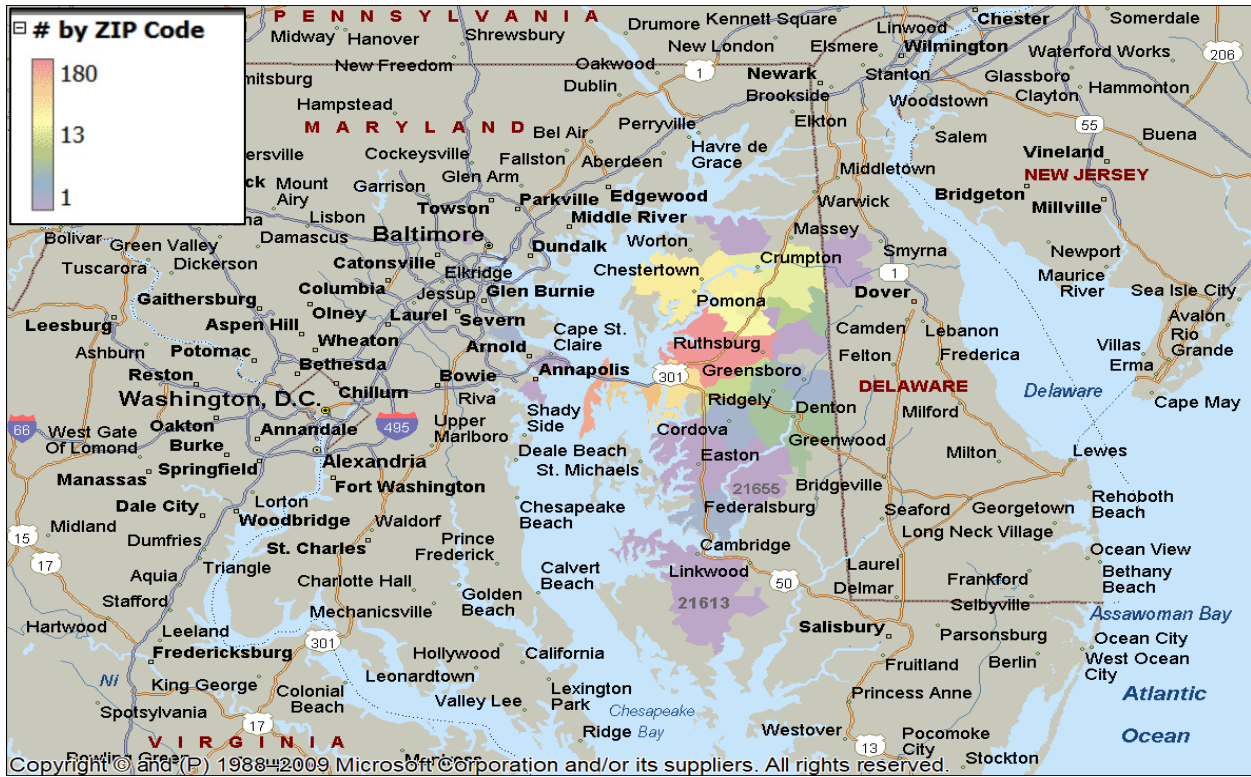 # by ZIP Code
180
13
1
PENNSYLVANIA
Midway
Hanover
Shrewsbury
Drumore
Kennett Square
Linwood
Chester
Somerdale
New London
Elsmere
Wilmington
Waterford Works
206
New Freedom
Oakwood
1
Newark
Stanton
Glassboro
Dublin
Brookside
Woodstown
Clayton
Hammonton
Hampstead
MARYLAND
Bel Air
Perryville
Elkton
Salem
55
Buena
Cockeysville
Fallston
Aberdeen
Havre de
Grace
Middletown
Vineland
NEW JERSEY
Mount
Airy
Garrison
Glen Arm
Parkville
Edgewood
Warwick
Bridgeton
Millville
Lisbon
Towson
Middle River
Massey
Bolivar
Green Valley
Damascus
Baltimore
Dundalk
Worton
Smyrna
Newport
Tuscarora
Dickerson
Catonsville
Elkridge
Chestertown
Crumpton
1
Maurice
River
Gaithersburg
Columbia
Jessup
Glen Burnie
Pomona
Dover
Sea Isle City
Leesburg
Aspen Hill
Olney
Laurel
Severn
Cape St.
Claire
Camden
Lebanon
Avalon
Rio
Grande
Ashburn
Potomac
Wheaton
Arnold
Ruthsburg
Felton
Frederica
Villas
Erma
Reston
Bethesda
Bowie
Annapolis
301
Greensboro
DELAWARE
Delaware
Washington, D.C.
Chillum
Riva
Ridgely
Denton
Milford
Cape May
66
West Gate
Of Lomond
Oakton
Burke
Annandale
495
Upper
Marlboro
Shady
Side
Cordova
Greenwood
Springfield
Alexandria
Deale Beach
Easton
Milton
Lewes
Manassas
Fort Washington
St. Michaels
21655
Bridgeville
Dale City
Lorton
Woodbridge
Waldorf
Chesapeake
Beach
Federalsburg
Seaford
Georgetown
Rehoboth
Beach
15
Midland
Dumfries
St. Charles
Prince
Frederick
Cambridge
Long Neck Village
Ocean View
17
Aquia
Triangle
Charlotte Hall
Calvert
Beach
Linkwood
50
Laurel
Delmar
Frankford
Bethany
Beach
Stafford
Mechanicsville
Golden
Beach
21613
Selbyville
Assawoman Bay
Hartwood
Leeland
Fredericksburg
301
Hollywood
California
Salisbury
Parsonsburg
Ocean City
West Ocean
City
Ni
King George
Leonardtown
Fruitland
Berlin
Spotsylvania
Colonial
Beach
Valley Lee
Lexington
Park
Princess Anne
Atlantic
Ocean
17
Chesapeake
Bay
Ridge
Westover
13
Pocomoke
City
Stockton
VIRGINIA
Copyright © and (P) 1988–2009 Microsoft Corporation and/or its suppliers. All rights reserved.